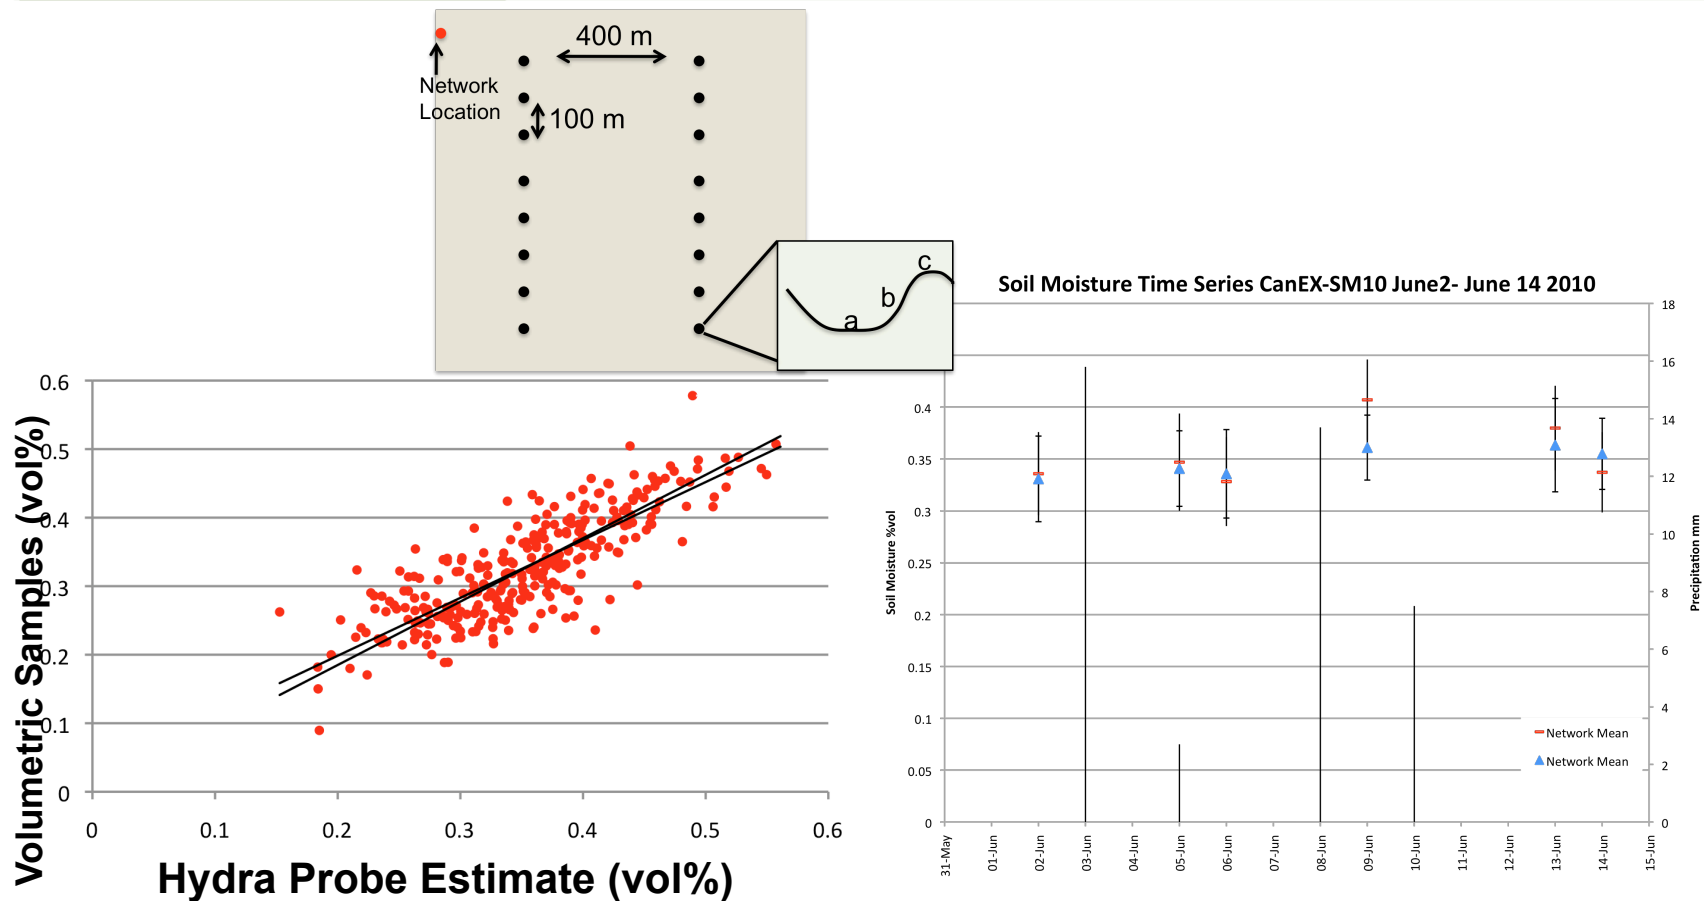 400 m
Network
Location
100 m
a
b
c
Volumetric Samples (vol%)
0.6
0.5
0.4
0.3
0.2
0.1
0
0
0.1
0.2
0.3
0.4
0.5
0.6
Hydra Probe Estimate (vol%)
Soil Moisture Time Series CanEX-SM10 June2- June 14 2010
Soil Moisture %vol
0.4
0.35
0.3
0.25
0.2
0.15
0.1
0.05
0
18
16
14
12
10
8
6
4
2
0
Precipitation mm
Network Mean
Network Mean
31-May
01-Jun
02-Jun
03-Jun
04-Jun
05-Jun
06-Jun
07-Jun
08-Jun
09-Jun
10-Jun
11-Jun
12-Jun
13-Jun
14-Jun
15-Jun